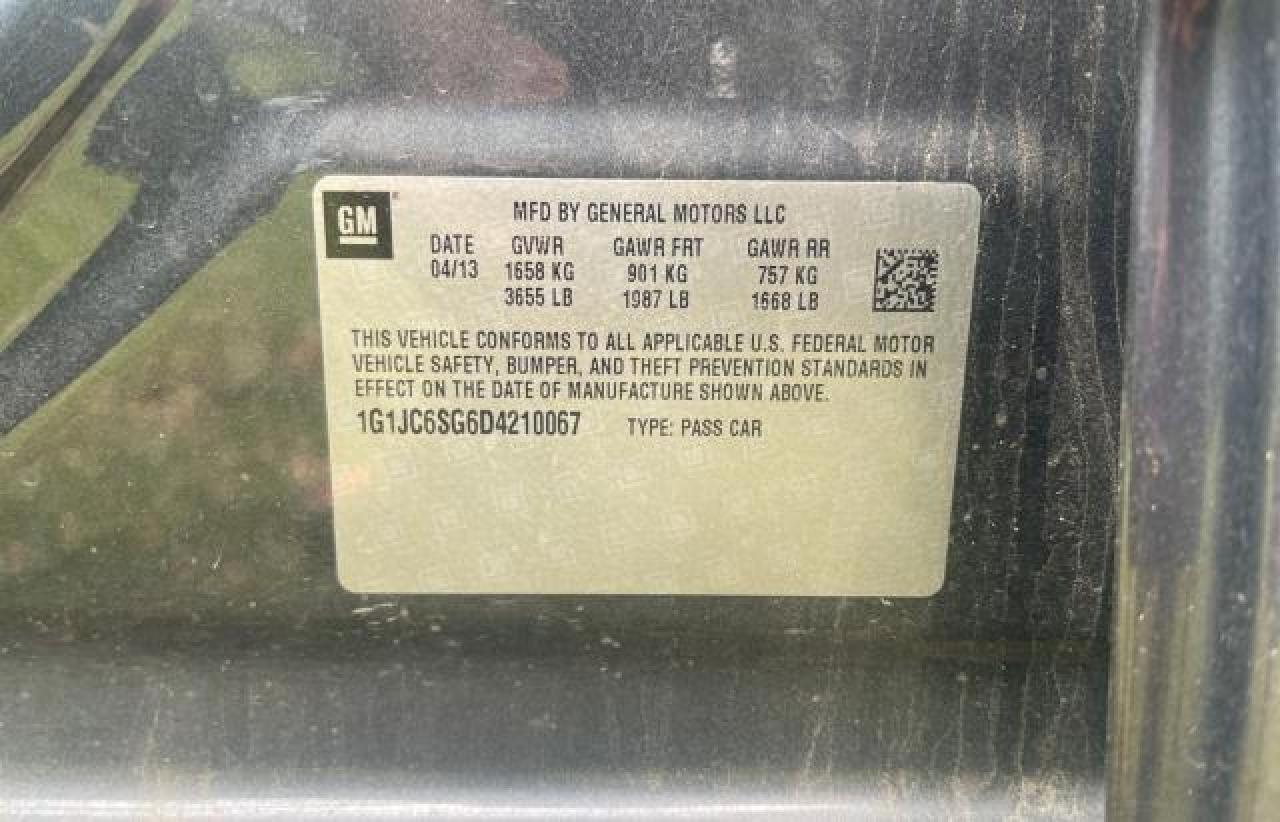 GM
MFD BY GENERAL MOTORS LLC
DATE GVWR GAWR FRT GAWR RR
04/13 1658 KG 901 KG 757 KG
3655 LB 1987 LB 1668 LB
THIS VEHICLE CONFORMS TO ALL APPLICABLE U.S. FEDERAL MOTOR
VEHICLE SAFETY, BUMPER, AND THEFT PREVENTION STANDARDS IN
EFFECT ON THE DATE OF MANUFACTURE SHOWN ABOVE.
1G1JC6SG6D4210067 TYPE: PASS CAR